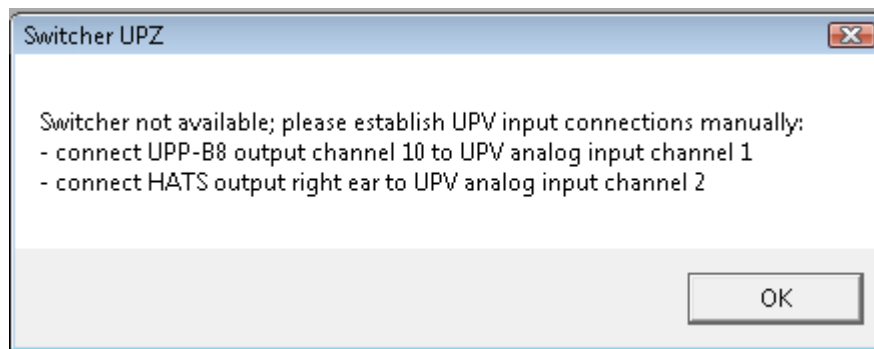 Switcher UPZ
Switcher not available; please establish UPV input connections manually:
- connect UPP-B8 output channel 10 to UPV analog input channel 1
- connect HATS output right ear to UPV analog input channel 2
OK